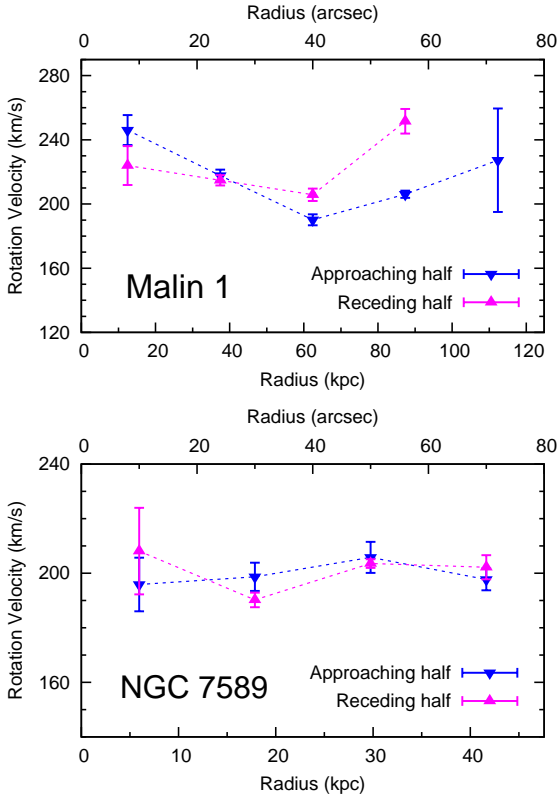 Radius (arcsec)
0 20 40 60 80
Rotation Velocity (km/s)
280
240
200
160
120
Approaching half
Receding half
Malin 1
0 20 40 60 80 100 120
Radius (kpc)
Radius (arcsec)
0 20 40 60 80
Rotation Velocity (km/s)
240
200
160
Approaching half
Receding half
NGC 7589
0 10 20 30 40
Radius (kpc)